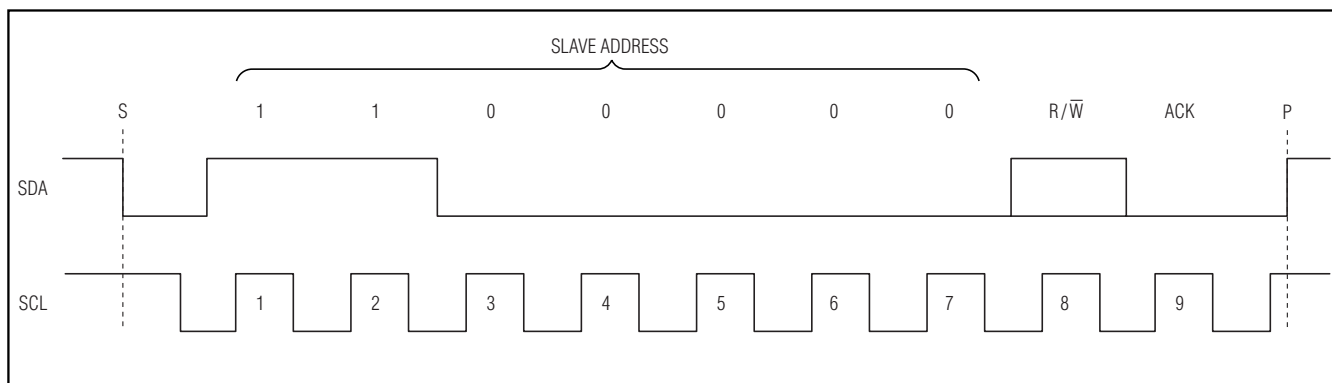 SLAVE ADDRESS
S 1 1 0 0 0 0 0 R/W̅ ACK P
SDA
SCL 1 2 3 4 5 6 7 8 9